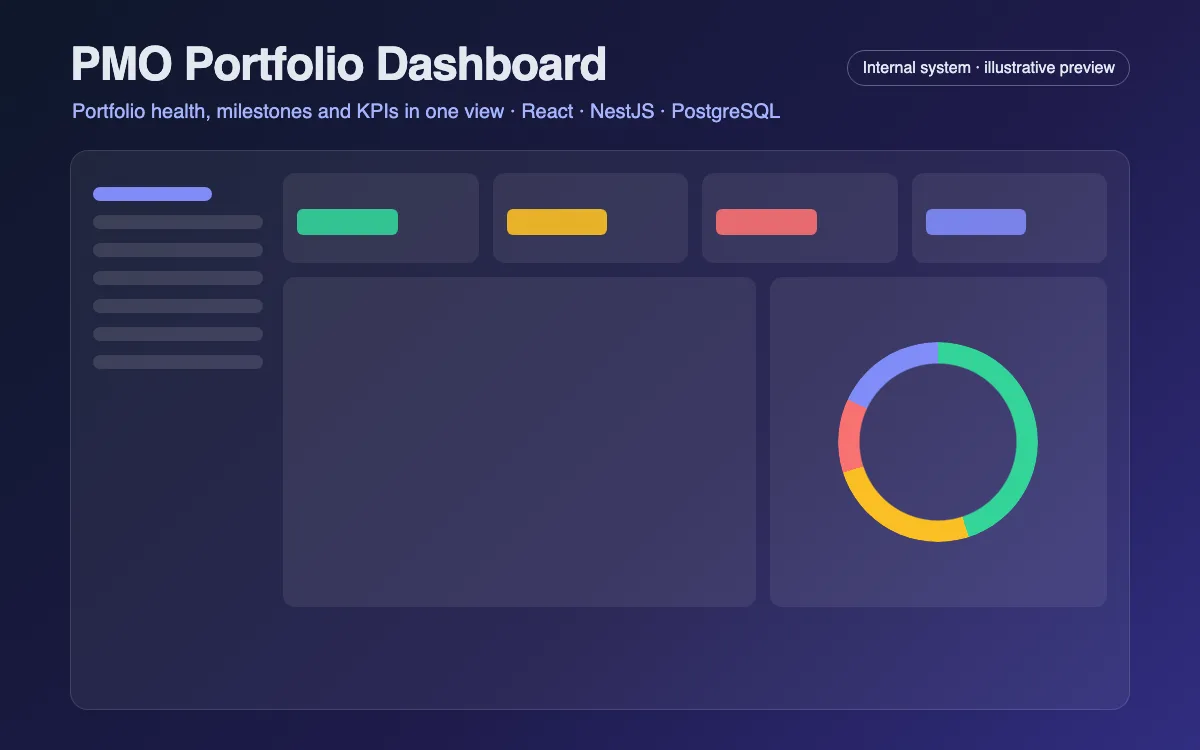 PMO Portfolio Dashboard
Internal system · illustrative preview
Portfolio health, milestones and KPIs in one view · React · NestJS · PostgreSQL